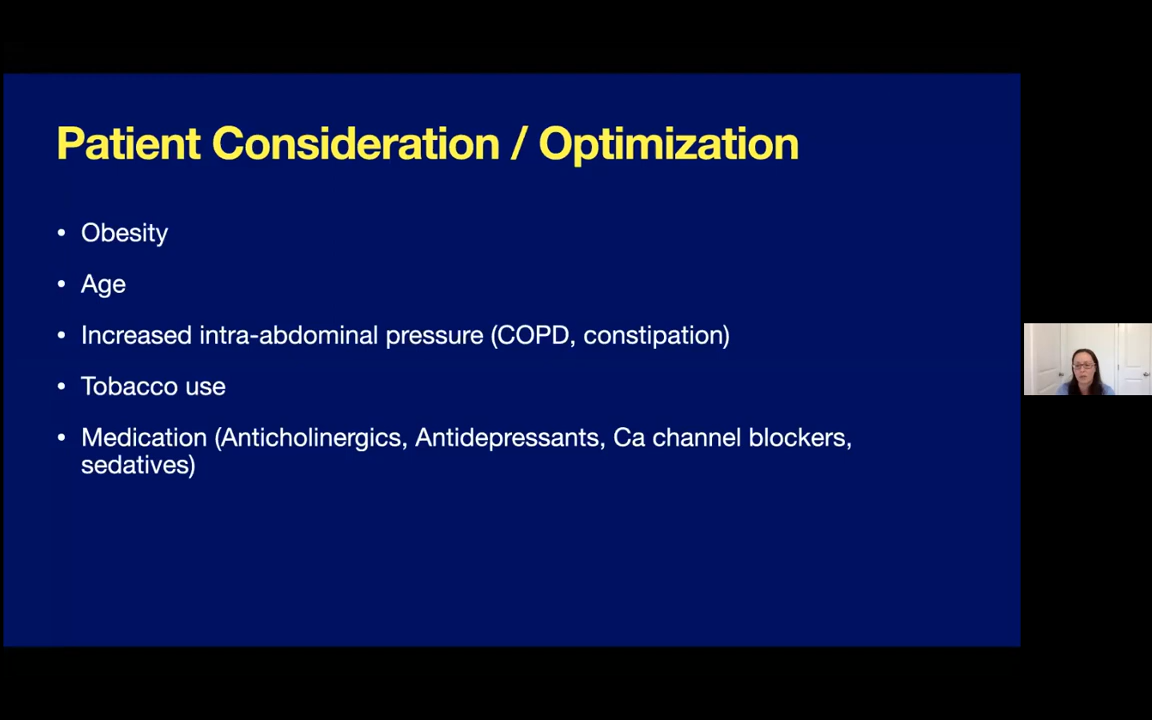 Patient Consideration / Optimization
• Obesity
• Age
• Increased intra-abdominal pressure (COPD, constipation)
• Tobacco use
• Medication (Anticholinergics, Antidepressants, Ca channel blockers,
sedatives)